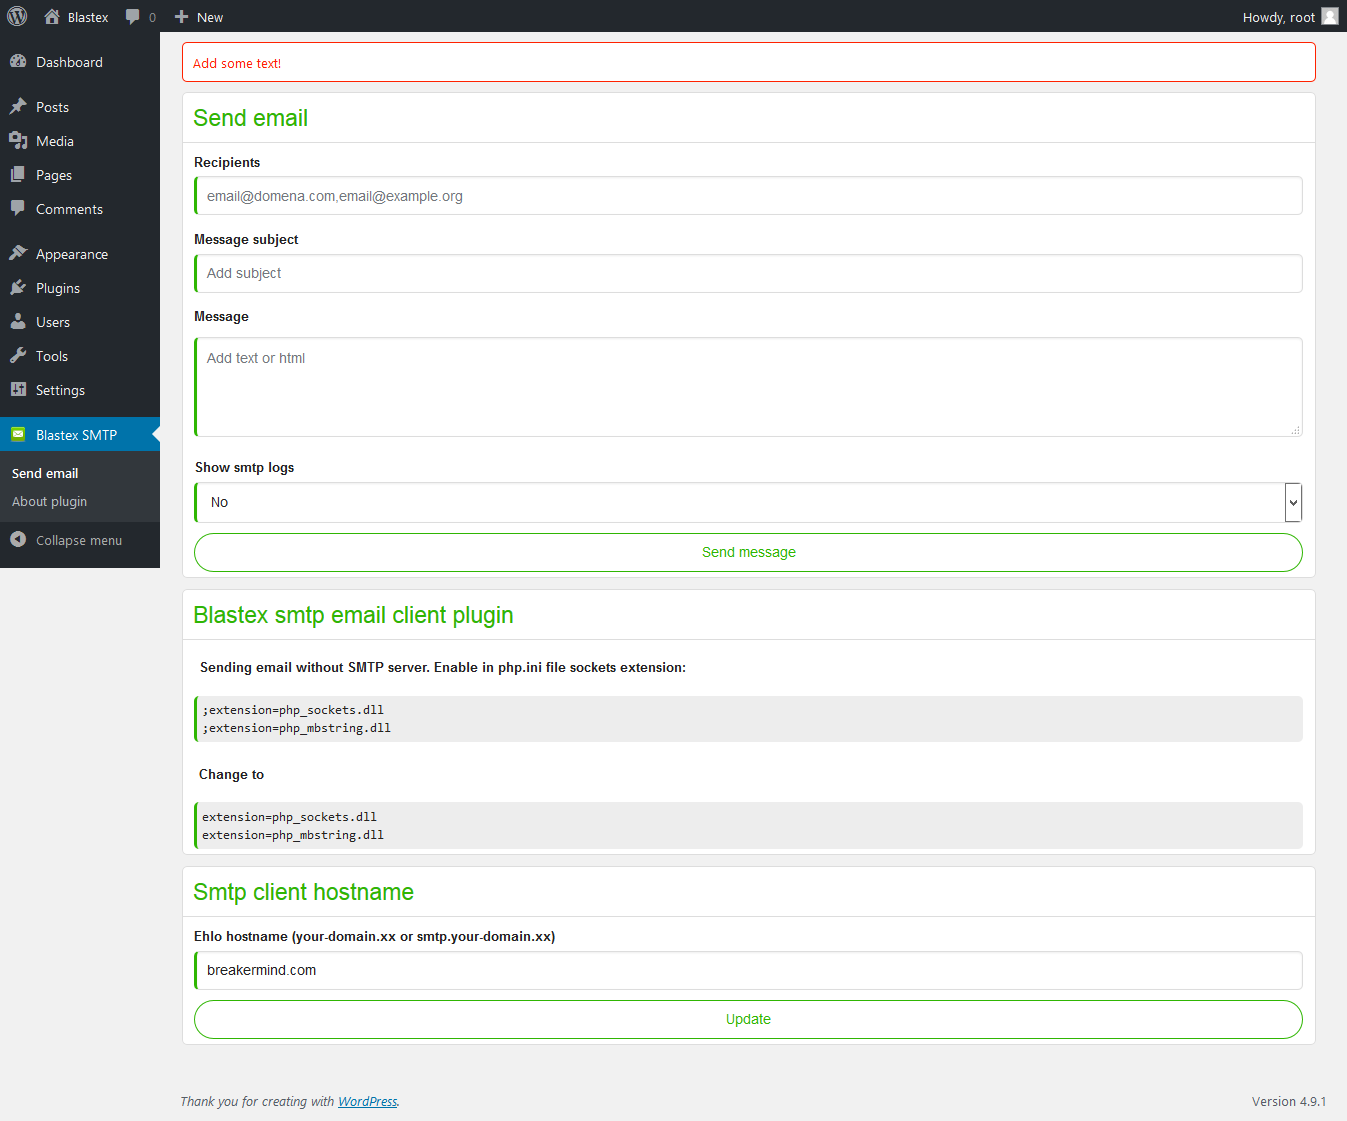 Blastex
0
New
Howdy, root
Dashboard
Posts
Media
Pages
Comments
Appearance
Plugins
Users
Tools
Settings
Blastex SMTP
Send email
About plugin
Collapse menu
Add some text!
Send email
Recipients
email@domena.com,email@example.org
Message subject
Add subject
Message
Add text or html
Show smtp logs
No
Send message
Blastex smtp email client plugin
Sending email without SMTP server. Enable in php.ini file sockets extension:
;extension=php_sockets.dll
;extension=php_mbstring.dll
Change to
extension=php_sockets.dll
extension=php_mbstring.dll
Smtp client hostname
Ehlo hostname (your-domain.xx or smtp.your-domain.xx)
breakermind.com
Update
Thank you for creating with WordPress.
Version 4.9.1